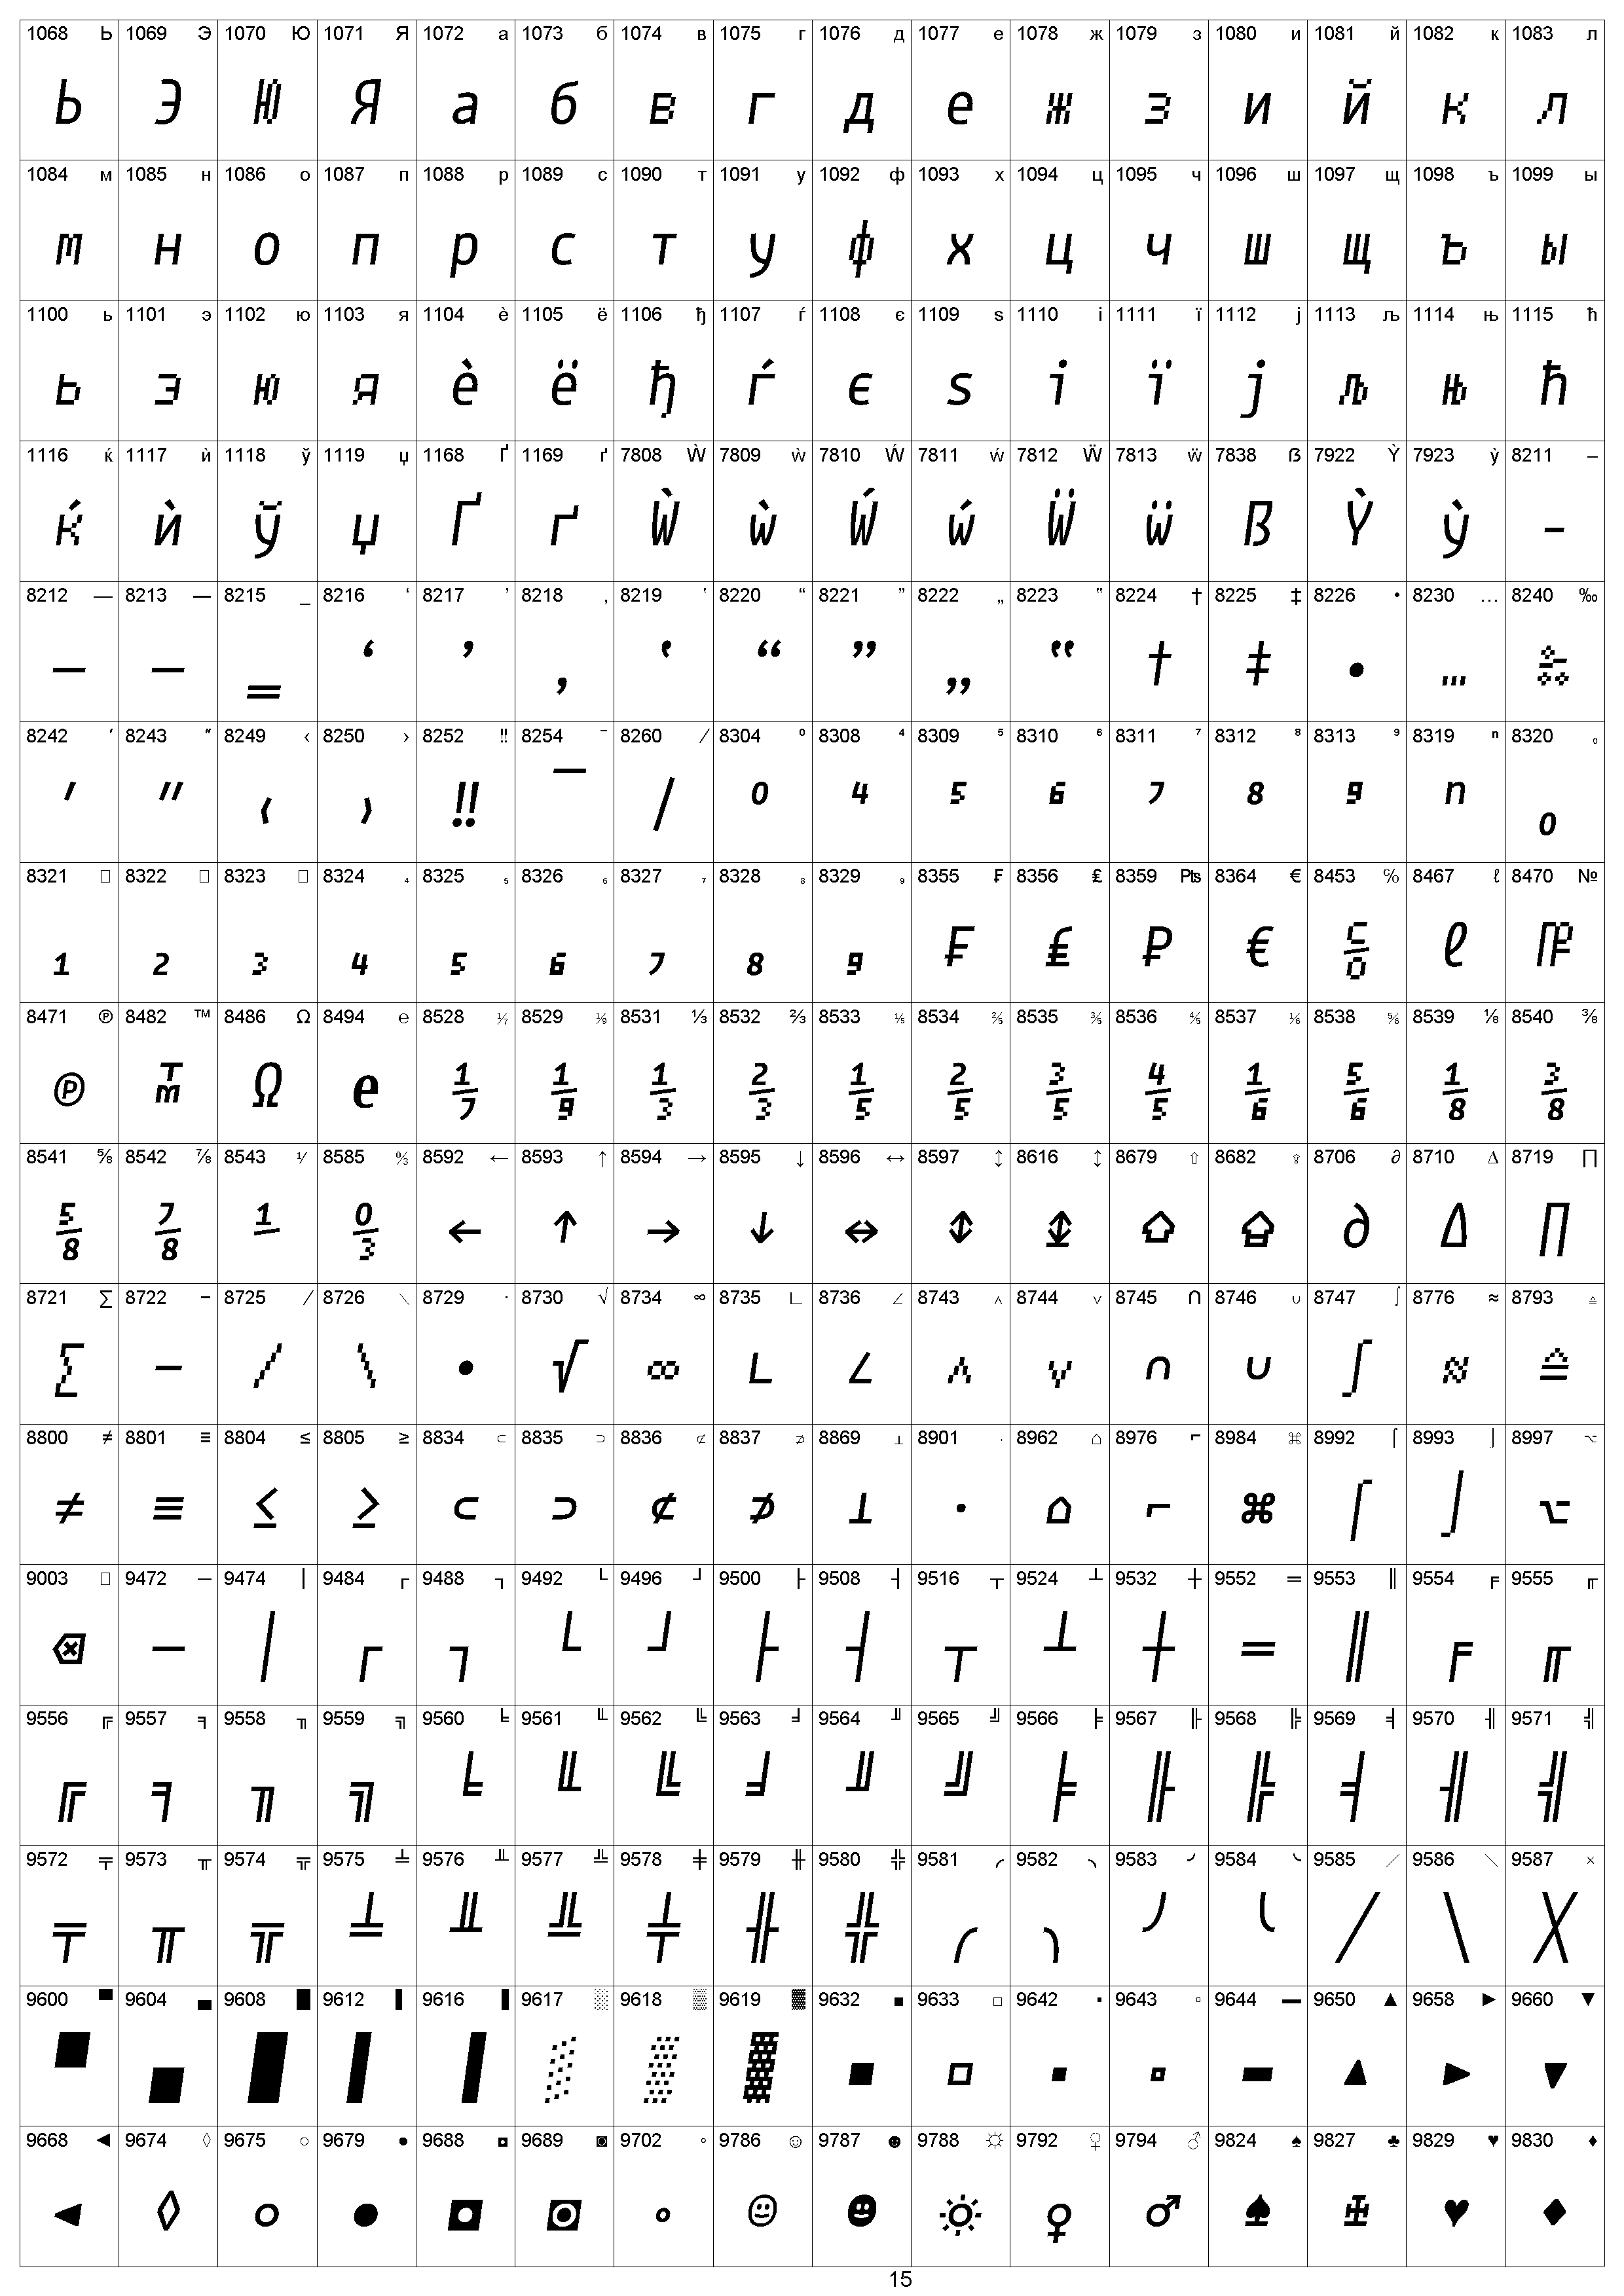 1068 Ь 1069 Э 1070 Ю 1071 Я 1072 а 1073 б 1074 в 1075 г 1076 д 1077 е 1078 ж 1079 з 1080 и 1081 й 1082 к 1083 л
Ь Э Ю Я а б в г д е ж з и й к л
1084 м 1085 н 1086 о 1087 п 1088 р 1089 с 1090 т 1091 у 1092 ф 1093 х 1094 ц 1095 ч 1096 ш 1097 щ 1098 ъ 1099 ы
м н о п р с т у ф х ц ч ш щ ъ ы
1100 ь 1101 э 1102 ю 1103 я 1104 ѐ 1105 ё 1106 ђ 1107 ѓ 1108 є 1109 ѕ 1110 і 1111 ї 1112 ј 1113 љ 1114 њ 1115 ћ
ь э ю я ѐ ё ђ ѓ є ѕ і ї ј љ њ ћ
1116 ќ 1117 ѝ 1118 ў 1119 џ 1168 Ґ 1169 ґ 7808 Ẁ 7809 ẁ 7810 Ẃ 7811 ẃ 7812 Ẅ 7813 ẅ 7838 ẞ 7922 Ỳ 7923 ỳ 8211 –
ќ ѝ ў џ Ґ ґ Ẁ ẁ Ẃ ẃ Ẅ ẅ ẞ Ỳ ỳ –
8212 — 8213 ― 8215 ‗ 8216 ‘ 8217 ’ 8218 ‚ 8219 ‛ 8220 “ 8221 ” 8222 „ 8223 ‟ 8224 † 8225 ‡ 8226 • 8230 … 8240 ‰
— ― ‗ ‘ ’ ‚ ‛ “ ” „ ‟ † ‡ • … ‰
8242 ′ 8243 ″ 8249 ‹ 8250 › 8252 ‼ 8254 ‾ 8260 ⁄ 8304 ⁰ 8308 ⁴ 8309 ⁵ 8310 ⁶ 8311 ⁷ 8312 ⁸ 8313 ⁹ 8319 ⁿ 8320 ₀
′ ″ ‹ › ‼ ‾ ⁄ ⁰ ⁴ ⁵ ⁶ ⁷ ⁸ ⁹ ⁿ ₀
8321 □ 8322 □ 8323 □ 8324 ₄ 8325 ₅ 8326 ₆ 8327 ₇ 8328 ₈ 8329 ₉ 8355 ₣ 8356 ₤ 8359 ₧ 8364 € 8453 ℅ 8467 ℓ 8470 №
₁ ₂ ₃ ₄ ₅ ₆ ₇ ₈ ₉ ₣ ₤ ₧ € ℅ ℓ №
8471 ℗ 8482 ™ 8486 Ω 8494 ℮ 8528 ⅐ 8529 ⅑ 8531 ⅓ 8532 ⅔ 8533 ⅕ 8534 ⅖ 8535 ⅗ 8536 ⅘ 8537 ⅙ 8538 ⅚ 8539 ⅛ 8540 ⅜
℗ ™ Ω ℮ ⅐ ⅑ ⅓ ⅔ ⅕ ⅖ ⅗ ⅘ ⅙ ⅚ ⅛ ⅜
8541 ⅝ 8542 ⅞ 8543 ⅟ 8585 ↉ 8592 ← 8593 ↑ 8594 → 8595 ↓ 8596 ↔ 8597 ↕ 8616 ↨ 8679 ⇧ 8682 ⇪ 8706 ∂ 8710 ∆ 8719 ∏
⅝ ⅞ ⅟ ↉ ← ↑ → ↓ ↔ ↕ ↨ ⇧ ⇪ ∂ ∆ ∏
8721 ∑ 8722 − 8725 ∕ 8726 ∖ 8729 ∙ 8730 √ 8734 ∞ 8735 ∟ 8736 ∠ 8743 ∧ 8744 ∨ 8745 ∩ 8746 ∪ 8747 ∫ 8776 ≈ 8793 ≙
∑ − ∕ ∖ ∙ √ ∞ ∟ ∠ ∧ ∨ ∩ ∪ ∫ ≈ ≙
8800 ≠ 8801 ≡ 8804 ≤ 8805 ≥ 8834 ⊂ 8835 ⊃ 8836 ⊄ 8837 ⊅ 8869 ⊥ 8901 ⋅ 8962 ⌂ 8976 ⌐ 8984 ⌘ 8992 ⌠ 8993 ⌡ 8997 ⌥
≠ ≡ ≤ ≥ ⊂ ⊃ ⊄ ⊅ ⊥ ⋅ ⌂ ⌐ ⌘ ⌠ ⌡ ⌥
9003 □ 9472 ─ 9474 │ 9484 ┌ 9488 ┐ 9492 └ 9496 ┘ 9500 ├ 9508 ┤ 9516 ┬ 9524 ┴ 9532 ┼ 9552 ═ 9553 ║ 9554 ╒ 9555 ╓
⌫ ─ │ ┌ ┐ └ ┘ ├ ┤ ┬ ┴ ┼ ═ ║ ╒ ╓
9556 ╔ 9557 ╕ 9558 ╖ 9559 ╗ 9560 ╘ 9561 ╙ 9562 ╚ 9563 ╛ 9564 ╜ 9565 ╝ 9566 ╞ 9567 ╟ 9568 ╠ 9569 ╡ 9570 ╢ 9571 ╣
╔ ╕ ╖ ╗ ╘ ╙ ╚ ╛ ╜ ╝ ╞ ╟ ╠ ╡ ╢ ╣
9572 ╤ 9573 ╥ 9574 ╦ 9575 ╧ 9576 ╨ 9577 ╩ 9578 ╪ 9579 ╫ 9580 ╬ 9581 ╭ 9582 ╮ 9583 ╯ 9584 ╰ 9585 ╱ 9586 ╲ 9587 ╳
╤ ╥ ╦ ╧ ╨ ╩ ╪ ╫ ╬ ╭ ╮ ╯ ╰ ╱ ╲ ╳
9600 ▀ 9604 ▄ 9608 █ 9612 ▌ 9616 ▐ 9617 ░ 9618 ▒ 9619 ▓ 9632 ■ 9633 □ 9642 ▪ 9643 ▫ 9644 ▬ 9650 ▲ 9658 ► 9660 ▼
▀ ▄ █ ▌ ▐ ░ ▒ ▓ ■ □ ▪ ▫ ▬ ▲ ► ▼
9668 ◄ 9674 ◊ 9675 ○ 9679 ● 9688 ◘ 9689 ◙ 9702 ◦ 9786 ☺ 9787 ☻ 9788 ☼ 9792 ♀ 9794 ♂ 9824 ♠ 9827 ♣ 9829 ♥ 9830 ♦
◄ ◊ ○ ● ◘ ◙ ◦ ☺ ☻ ☼ ♀ ♂ ♠ ♣ ♥ ♦
15